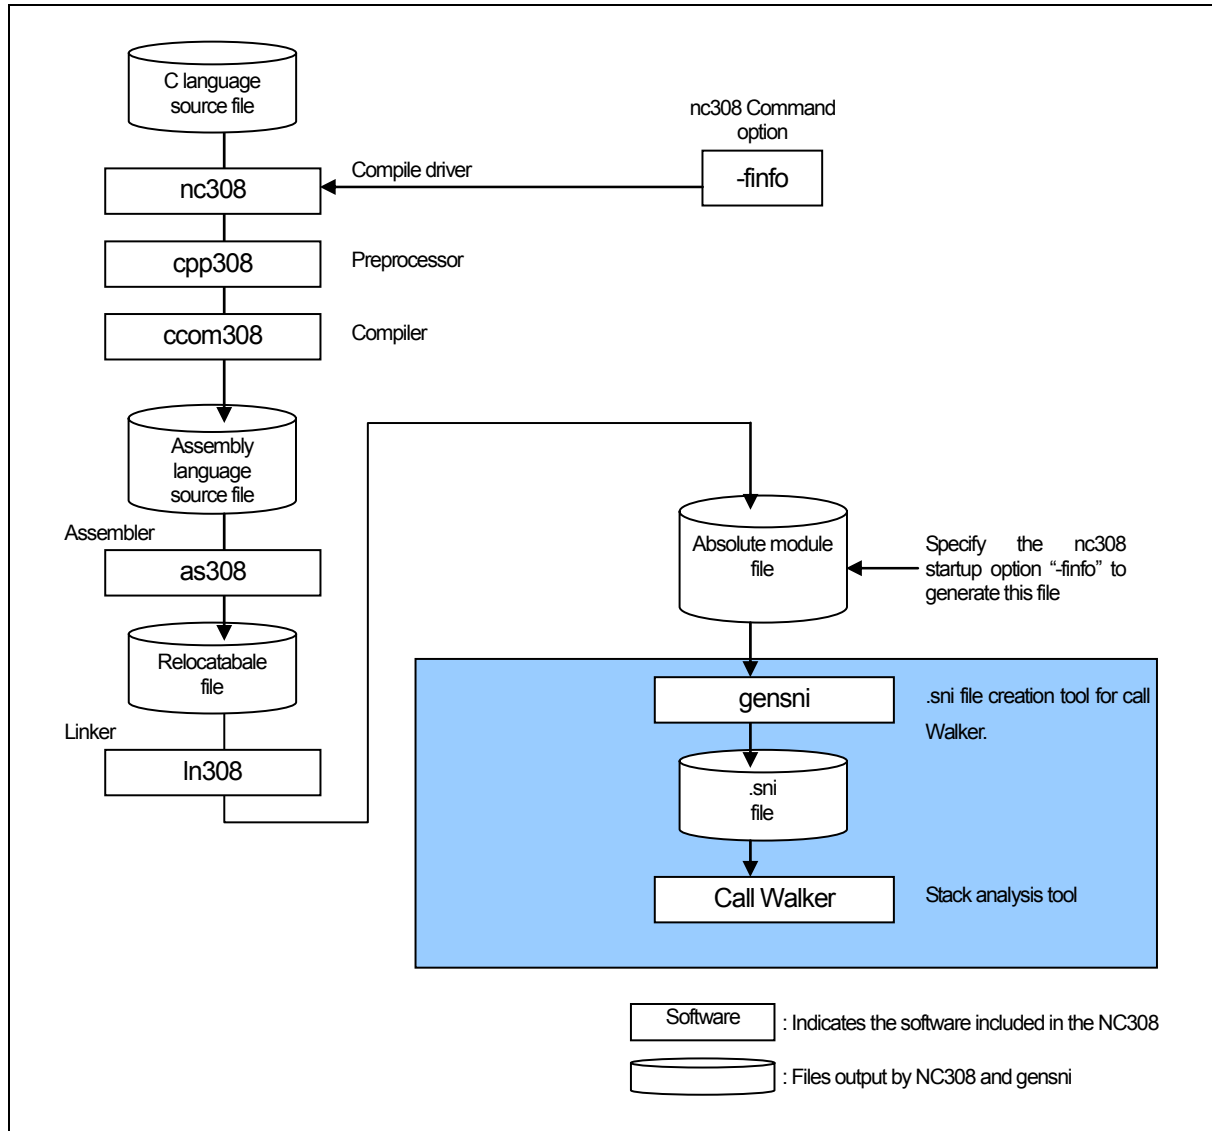 C language
source file
nc308 Command
option
nc308
Compile driver
-finfo
cpp308
Preprocessor
ccom308
Compiler
Assembly
language
source file
Assembler
as308
Relocatabale
file
Linker
ln308
Absolute module
file
Specify the nc308
startup option “-finfo” to
generate this file
gensni
.sni file creation tool for call
Walker.
.sni
file
Call Walker
Stack analysis tool
Software
: Indicates the software included in the NC308
: Files output by NC308 and gensni